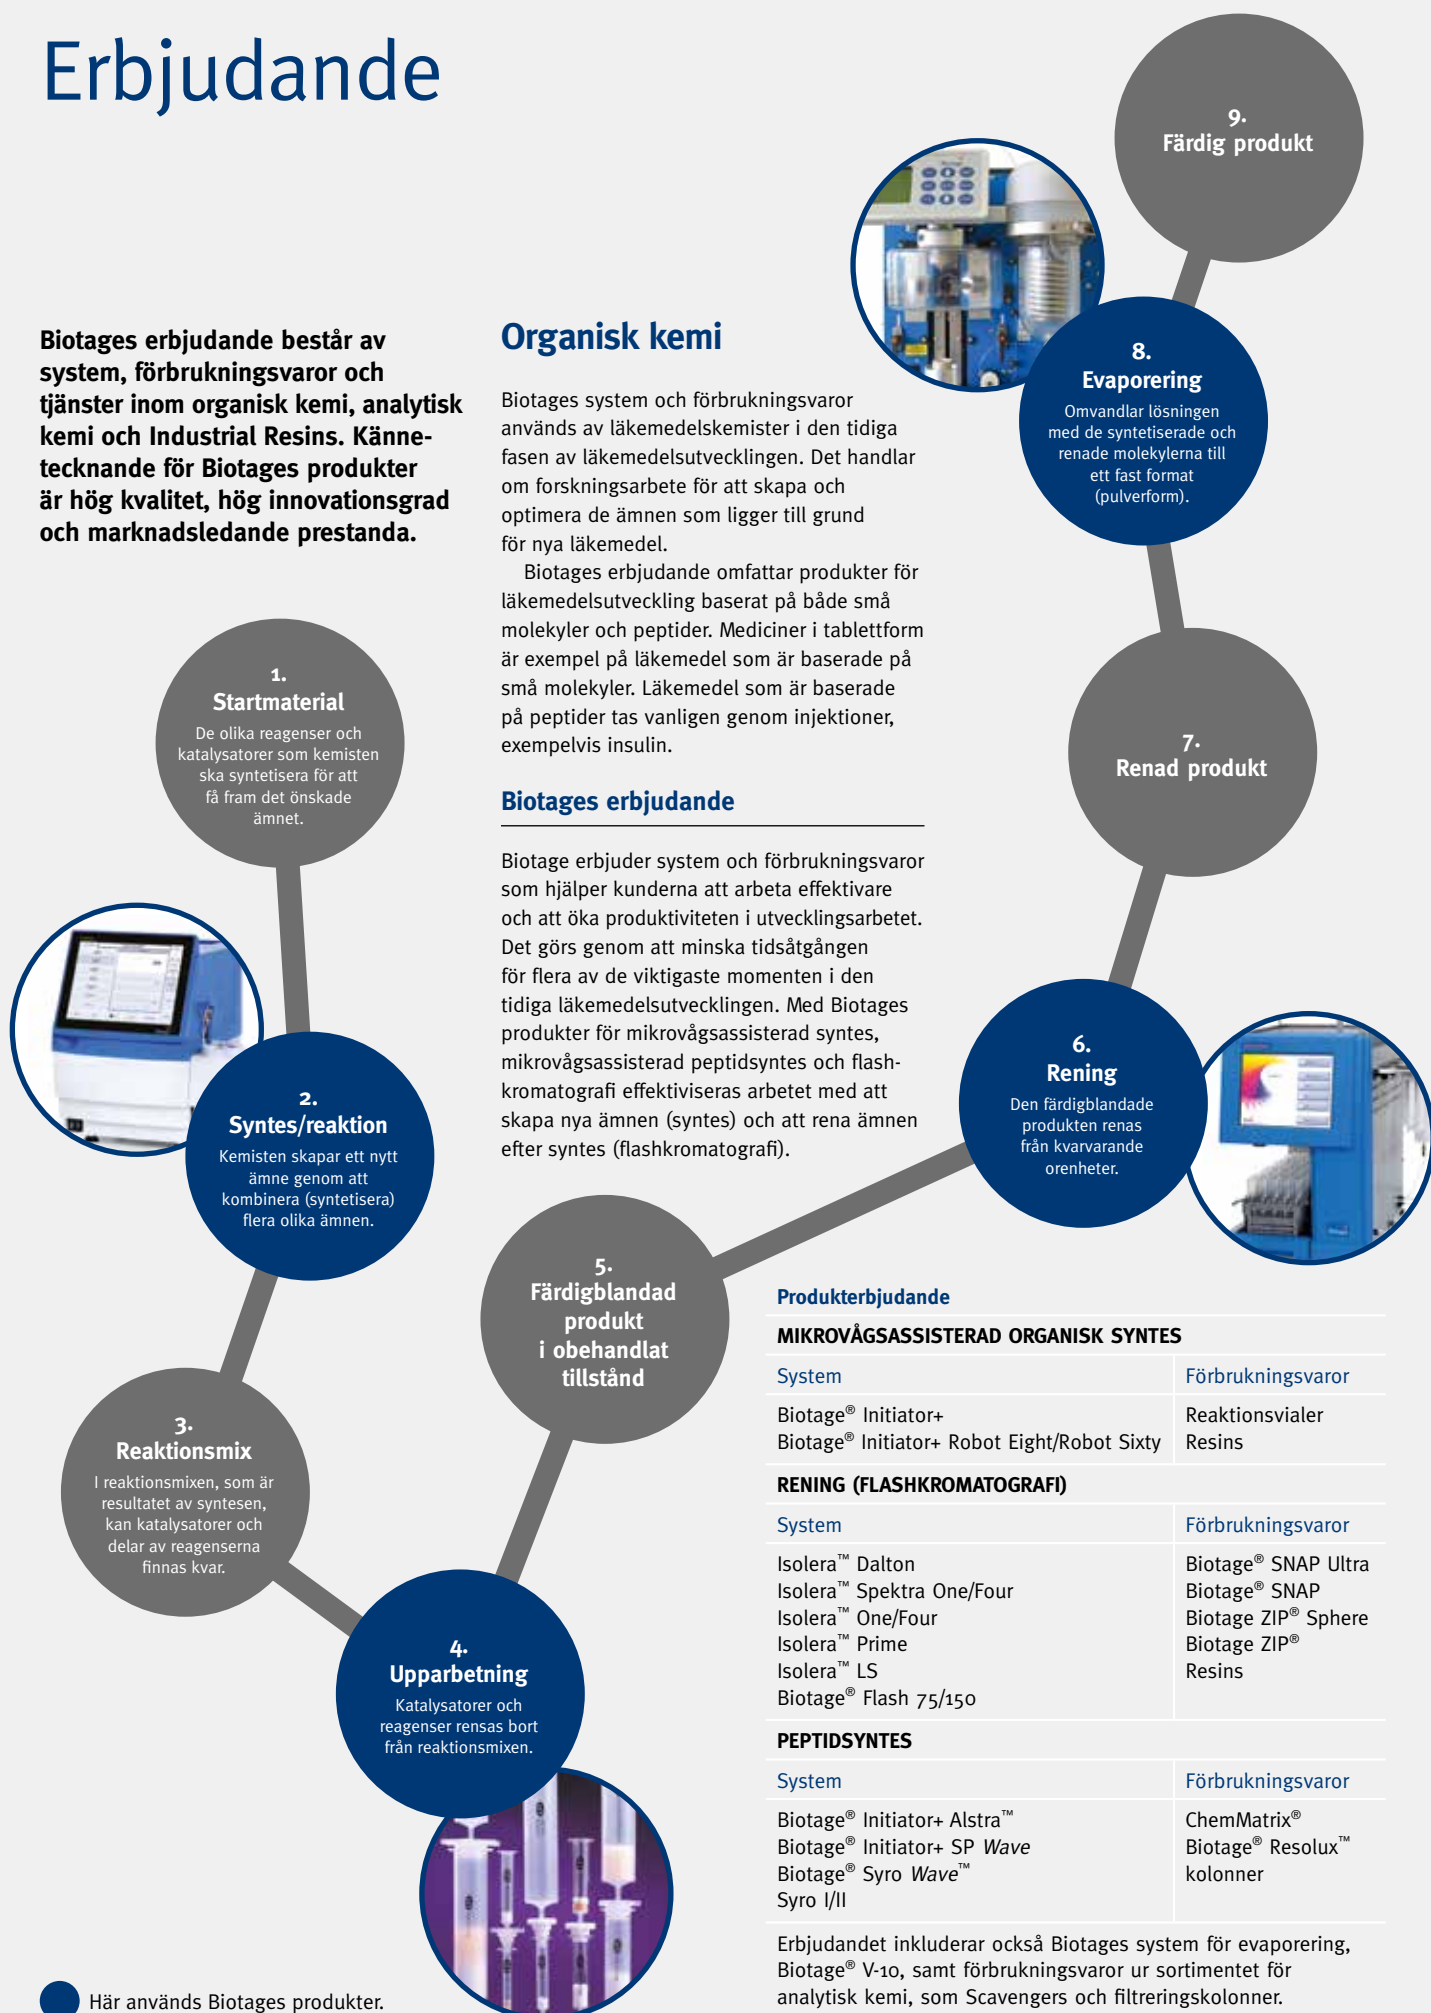 Erbjudande
Biotages erbjudande består av
system, förbrukningsvaror och
tjänster inom organisk kemi, analytisk
kemi och Industrial Resins. Känne-
tecknande för Biotages produkter
är hög kvalitet, hög innovationsgrad
och marknadsledande prestanda.
Organisk kemi
Biotages system och förbrukningsvaror
används av läkemedelskemister i den tidiga
fasen av läkemedelsutvecklingen. Det handlar
om forskningsarbete för att skapa och
optimera de ämnen som ligger till grund
för nya läkemedel.
Biotages erbjudande omfattar produkter för
läkemedelsutveckling baserat på både små
molekyler och peptider. Mediciner i tablettform
är exempel på läkemedel som är baserade på
små molekyler. Läkemedel som är baserade
på peptider tas vanligen genom injektioner,
exempelvis insulin.
Biotages erbjudande
Biotage erbjuder system och förbrukningsvaror
som hjälper kunderna att arbeta effektivare
och att öka produktiviteten i utvecklingsarbetet.
Det görs genom att minska tidsåtgången
för flera av de viktigaste momenten i den
tidiga läkemedelsutvecklingen. Med Biotages
produkter för mikrovågsassisterad syntes,
mikrovågsassisterad peptidsyntes och flash-
kromatografi effektiviseras arbetet med att
skapa nya ämnen (syntes) och att rena ämnen
efter syntes (flashkromatografi).
1.
Startmaterial
De olika reagenser och
katalysatorer som kemisten
ska syntetisera för att
få fram det önskade
ämnet.
2.
Syntes/reaktion
Kemisten skapar ett nytt
ämne genom att
kombinera (syntetisera)
flera olika ämnen.
3.
Reaktionsmix
I reaktionsmixen, som är
resultatet av syntesen,
kan katalysatorer och
delar av reagenserna
finnas kvar.
4.
Upparbetning
Katalysatorer och
reagenser rensas bort
från reaktionsmixen.
5.
Färdigblandad
produkt
i obehandlat
tillstånd
6.
Rening
Den färdigblandade
produkten renas
från kvarvarande
orenheter.
7.
Renad produkt
8.
Evaporering
Omvandlar lösningen
med de syntetiserade och
renade molekylerna till
ett fast format
(pulverform).
9.
Färdig produkt
Produkterbjudande
MIKROVÅGSASSISTERAD ORGANISK SYNTES
System Förbrukningsvaror
Biotage® Initiator+ Reaktionsvialer
Biotage® Initiator+ Robot Eight/Robot Sixty Resins
RENING (FLASHKROMATOGRAFI)
System Förbrukningsvaror
Isolera™ Dalton Biotage® SNAP Ultra
Isolera™ Spektra One/Four Biotage® SNAP
Isolera™ One/Four Biotage ZIP® Sphere
Isolera™ Prime Biotage ZIP®
Isolera™ LS Resins
Biotage® Flash 75/150
PEPTIDSYNTES
System Förbrukningsvaror
Biotage® Initiator+ Alstra™ ChemMatrix®
Biotage® Initiator+ SP Wave Biotage® Resolux™
Biotage® Syro Wave™ kolonner
Syro I/II
Erbjudandet inkluderar också Biotages system för evaporering,
Biotage® V-10, samt förbrukningsvaror ur sortimentet för
analytisk kemi, som Scavengers och filtreringskolonner.
Här används Biotages produkter.